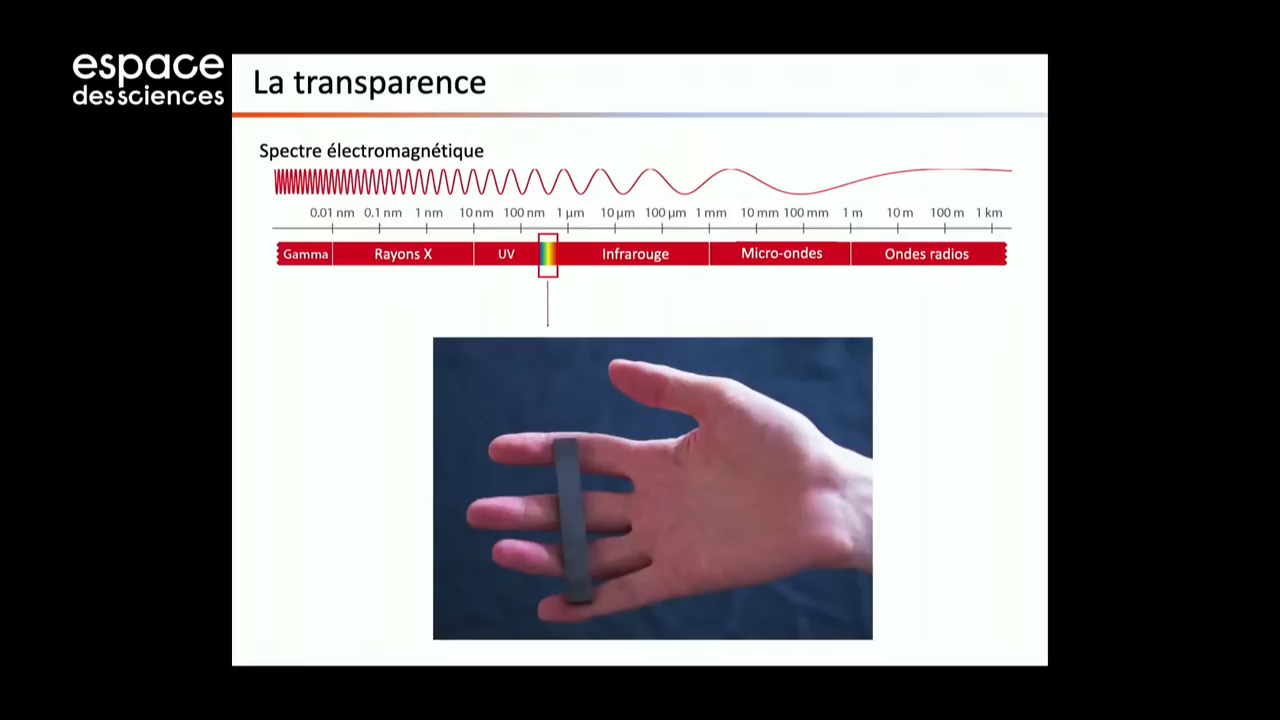 espace
des sciences
La transparence
Spectre électromagnétique
0.01 nm 0.1 nm 1 nm 10 nm 100 nm 1 µm 10 µm 100 µm 1 mm 10 mm 100 mm 1 m 10 m 100 m 1 km
Gamma Rayons X UV Infrarouge Micro-ondes Ondes radios